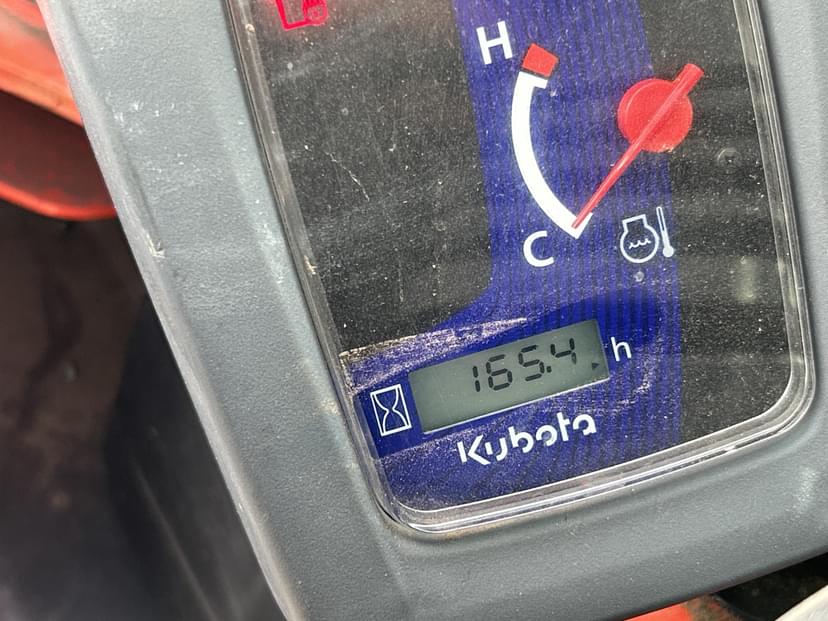 H
C
165.4 h
Kubota